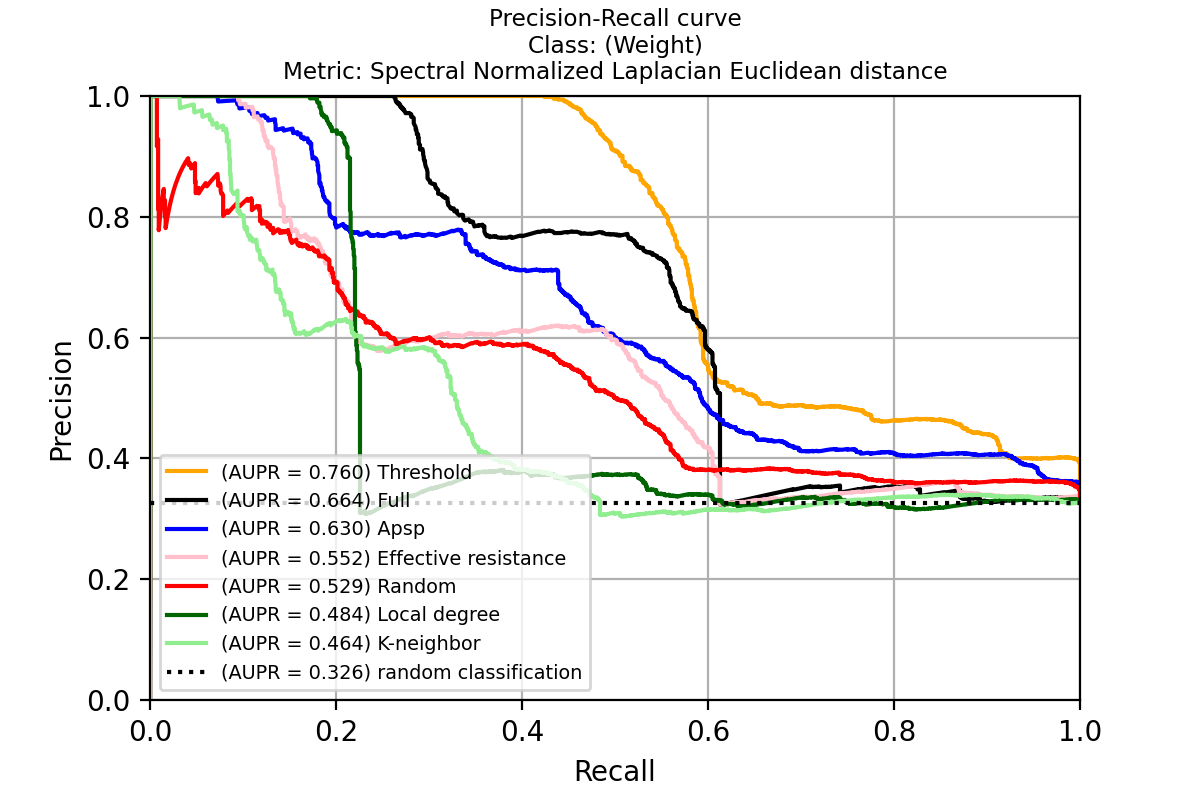 Precision-Recall curve
Class: (Weight)
Metric: Spectral Normalized Laplacian Euclidean distance
Precision
1.0
0.8
0.6
0.4
0.2
0.0
(AUPR = 0.760) Threshold
(AUPR = 0.664) Full
(AUPR = 0.630) Apsp
(AUPR = 0.552) Effective resistance
(AUPR = 0.529) Random
(AUPR = 0.484) Local degree
(AUPR = 0.464) K-neighbor
(AUPR = 0.326) random classification
0.0 0.2 0.4 0.6 0.8 1.0
Recall